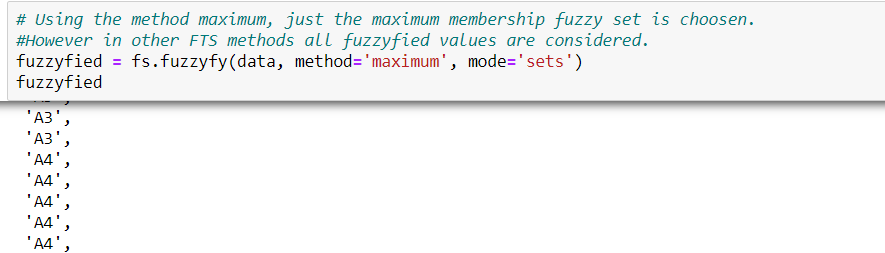 # Using the method maximum, just the maximum membership fuzzy set is choosen.
#However in other FTS methods all fuzzyfied values are considered.
fuzzyfied = fs.fuzzyfy(data, method='maximum', mode='sets')
fuzzyfied
'A3',
'A3',
'A4',
'A4',
'A4',
'A4',
'A4',